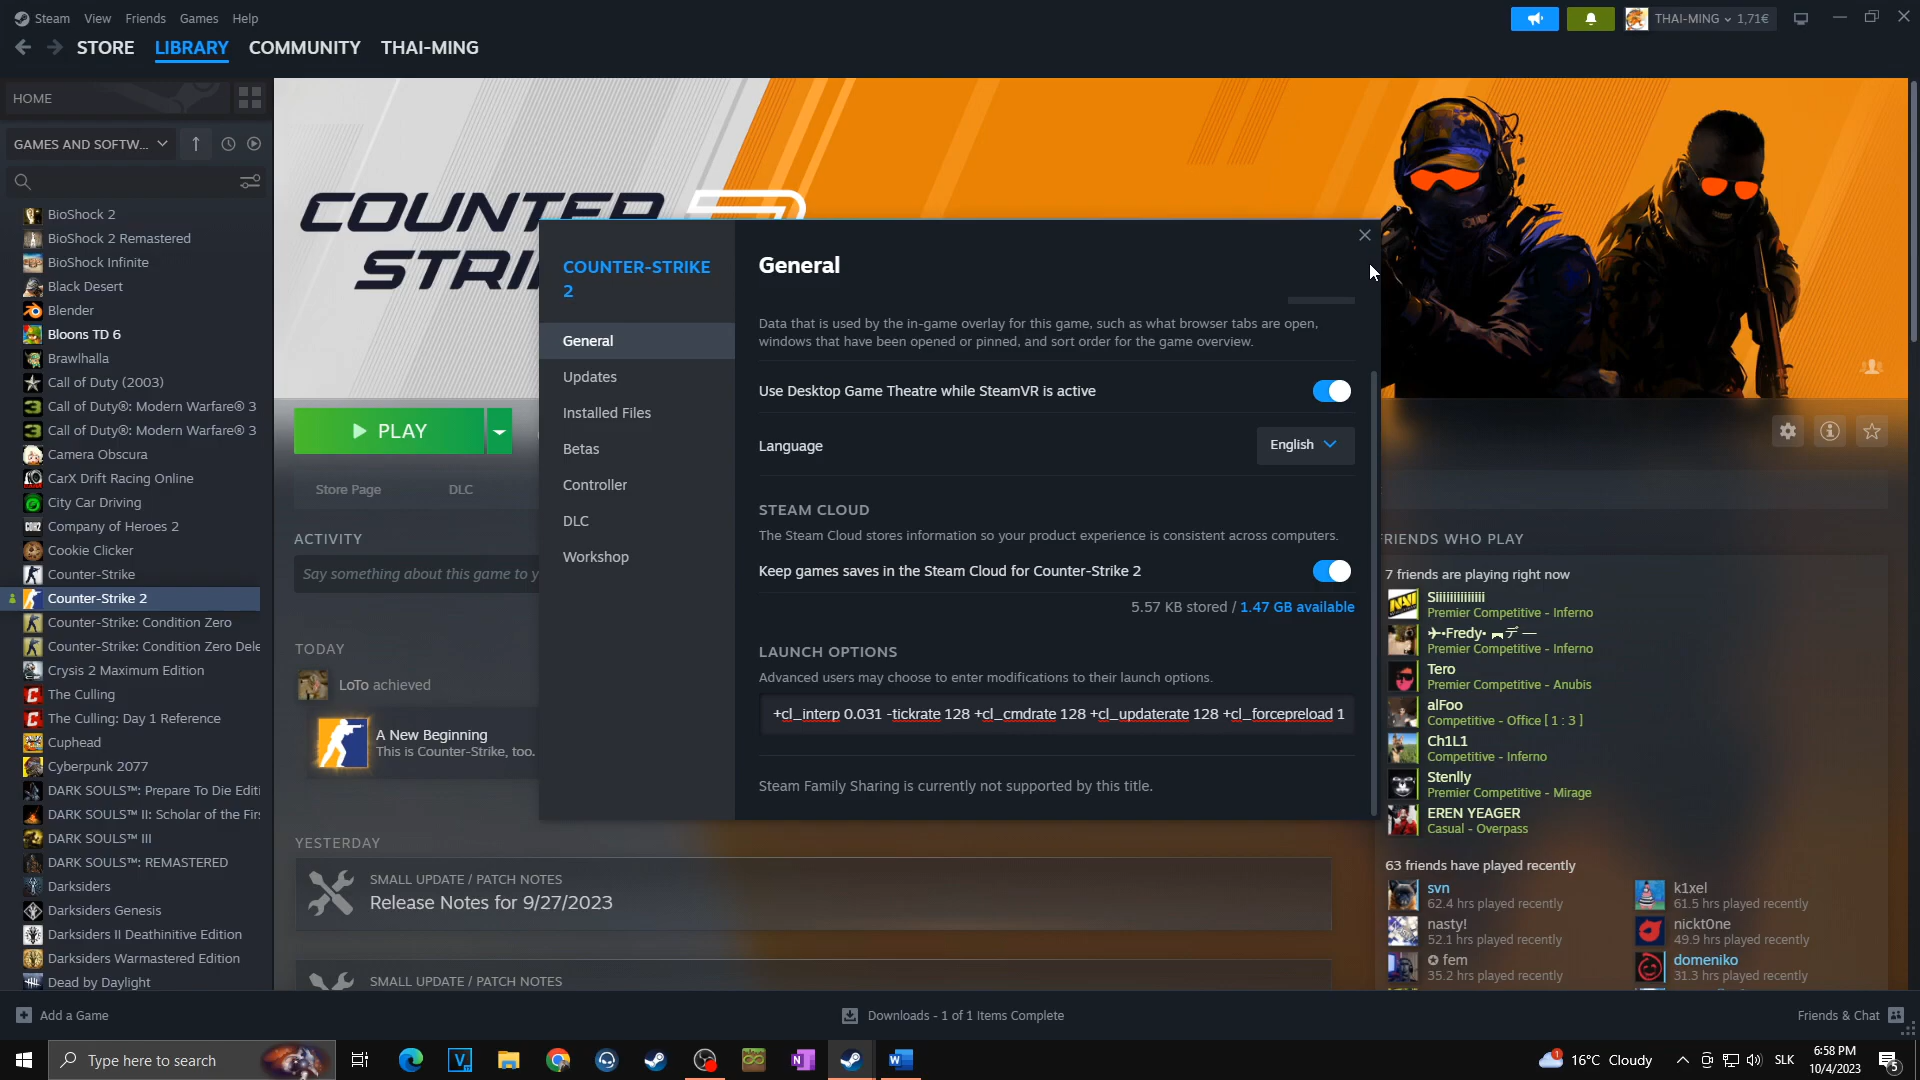 Steam View Friends Games Help
THAI-MING 1,71€
STORE LIBRARY COMMUNITY THAI-MING
HOME
GAMES AND SOFTW...
BioShock 2
BioShock 2 Remastered
BioShock Infinite
Black Desert
Blender
Bloons TD 6
Brawlhalla
Call of Duty (2003)
Call of Duty®: Modern Warfare® 3
Call of Duty®: Modern Warfare® 3
Camera Obscura
CarX Drift Racing Online
City Car Driving
Company of Heroes 2
Cookie Clicker
Counter-Strike
Counter-Strike 2
Counter-Strike: Condition Zero
Counter-Strike: Condition Zero Dele
Crysis 2 Maximum Edition
The Culling
The Culling: Day 1 Reference
Cuphead
Cyberpunk 2077
DARK SOULS™: Prepare To Die Editi
DARK SOULS™ II: Scholar of the Fir
DARK SOULS™ III
DARK SOULS™: REMASTERED
Darksiders
Darksiders Genesis
Darksiders II Deathinitive Edition
Darksiders Warmastered Edition
Dead by Daylight
COUNTER
STRI
PLAY
Store Page DLC
ACTIVITY
Say something about this game to y
TODAY
LoTo achieved
A New Beginning
This is Counter-Strike, too.
YESTERDAY
SMALL UPDATE / PATCH NOTES
Release Notes for 9/27/2023
SMALL UPDATE / PATCH NOTES
COUNTER-STRIKE
2
General
Updates
Installed Files
Betas
Controller
DLC
Workshop
General
Data that is used by the in-game overlay for this game, such as what browser tabs are open,
windows that have been opened or pinned, and sort order for the game overview.
Use Desktop Game Theatre while SteamVR is active
Language English
STEAM CLOUD
The Steam Cloud stores information so your product experience is consistent across computers.
Keep games saves in the Steam Cloud for Counter-Strike 2
5.57 KB stored / 1.47 GB available
LAUNCH OPTIONS
Advanced users may choose to enter modifications to their launch options.
+cl_interp 0.031 -tickrate 128 +cl_cmdrate 128 +cl_updaterate 128 +cl_forcepreload 1
Steam Family Sharing is currently not supported by this title.
FRIENDS WHO PLAY
7 friends are playing right now
Siiiiiiiiiiiiii
Premier Competitive - Inferno
Fredy
Premier Competitive - Inferno
Tero
Premier Competitive - Anubis
alFoo
Competitive - Office [ 1 : 3 ]
Ch1L1
Competitive - Inferno
Stenlly
Premier Competitive - Mirage
EREN YEAGER
Casual - Overpass
63 friends have played recently
svn
62.4 hrs played recently
k1xel
61.5 hrs played recently
nasty!
52.1 hrs played recently
nickt0ne
49.9 hrs played recently
✪ fem
35.2 hrs played recently
domeniko
31.3 hrs played recently
Add a Game
Downloads - 1 of 1 Items Complete
Friends & Chat
Type here to search
16°C Cloudy
SLK
6:58 PM
10/4/2023
5